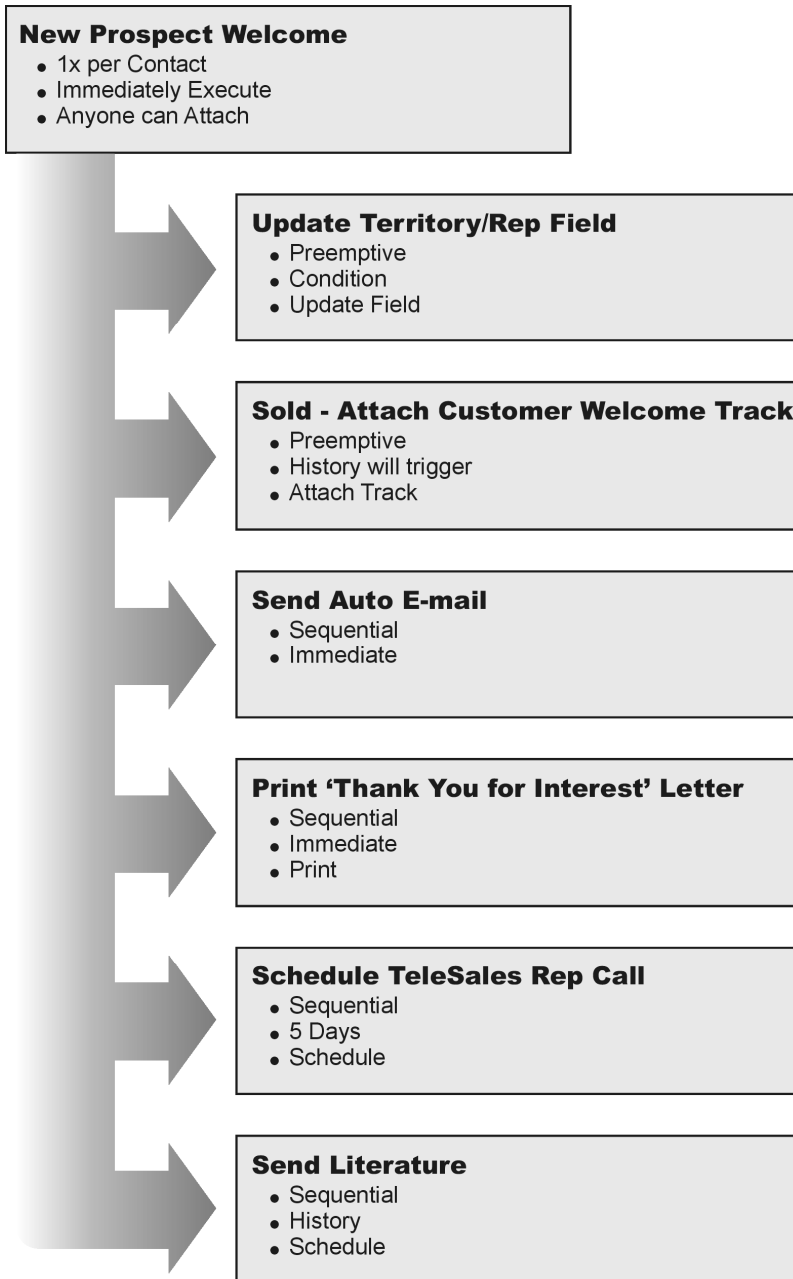 New Prospect Welcome
• 1x per Contact
• Immediately Execute
• Anyone can Attach
Update Territory/Rep Field
• Preemptive
• Condition
• Update Field
Sold - Attach Customer Welcome Track
• Preemptive
• History will trigger
• Attach Track
Send Auto E-mail
• Sequential
• Immediate
Print ‘Thank You for Interest’ Letter
• Sequential
• Immediate
• Print
Schedule TeleSales Rep Call
• Sequential
• 5 Days
• Schedule
Send Literature
• Sequential
• History
• Schedule